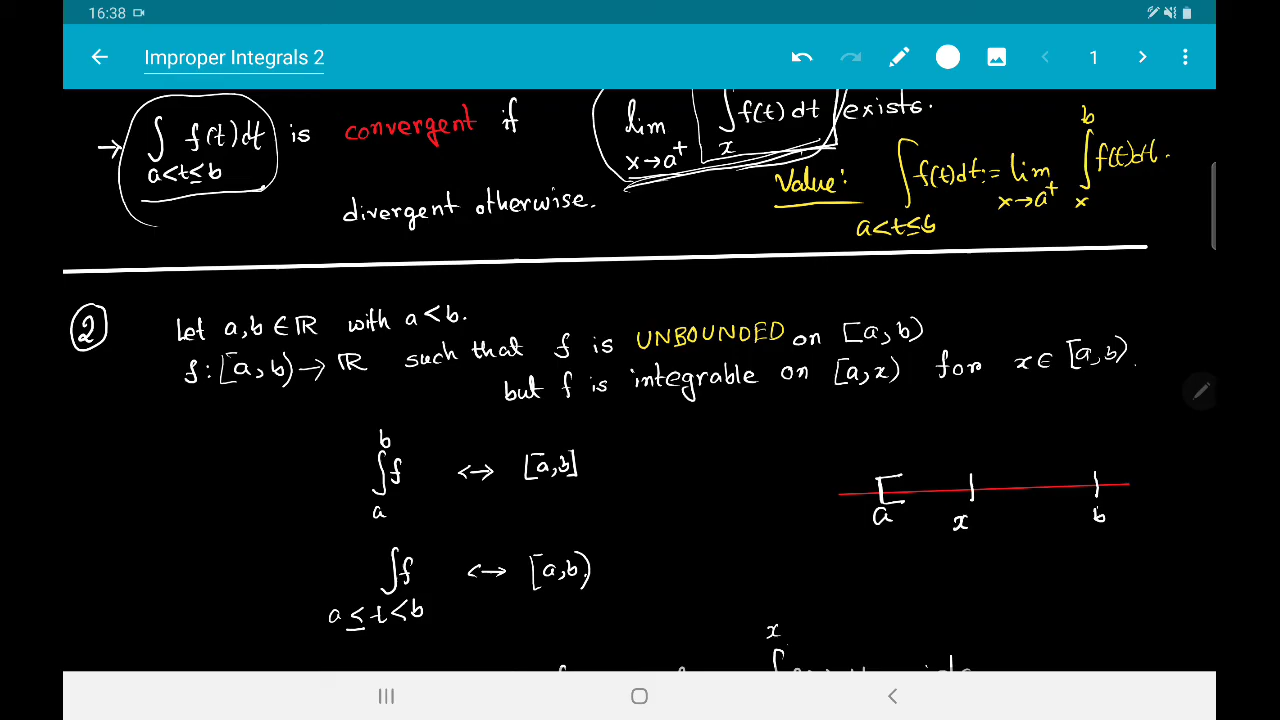 16:38
Improper Integrals 2
1
→ ∫ f(t)dt is convergent if lim ∫ f(t)dt exists.
a<t≤b
x→a⁺ x
Value: ∫ f(t)dt := lim ∫ f(t)dt.
b
a<t≤b x→a⁺ x
divergent otherwise.
② Let a,b ∈ ℝ with a<b.
f: [a,b) → ℝ such that f is UNBOUNDED on [a,b)
but f is integrable on [a,x) for x ∈ [a,b).
b
∫f ↔ [a,b]
a
a x b
∫f ↔ [a,b)
a≤t<b
x
∫